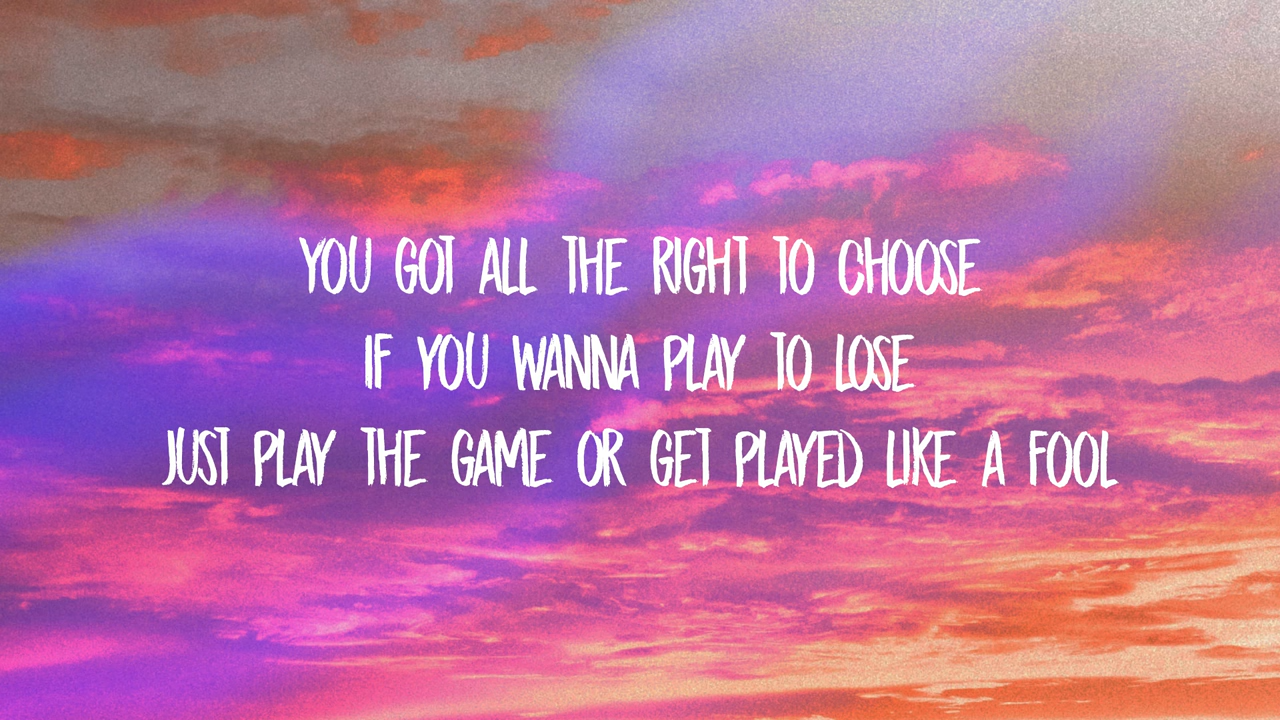 YOU GOT ALL THE RIGHT TO CHOOSE
IF YOU WANNA PLAY TO LOSE
JUST PLAY THE GAME OR GET PLAYED LIKE A FOOL